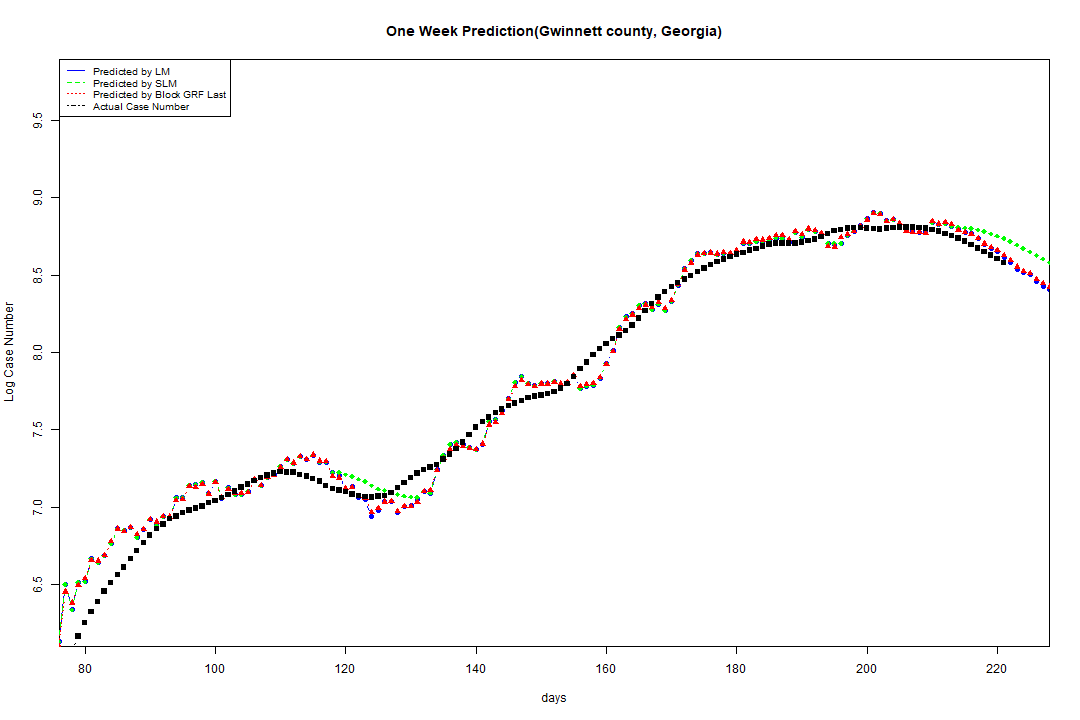 One Week Prediction(Gwinnett county, Georgia)
Predicted by LM
Predicted by SLM
Predicted by Block GRF Last
Actual Case Number
9.5
9.0
8.5
8.0
7.5
7.0
6.5
Log Case Number
80 100 120 140 160 180 200 220
days